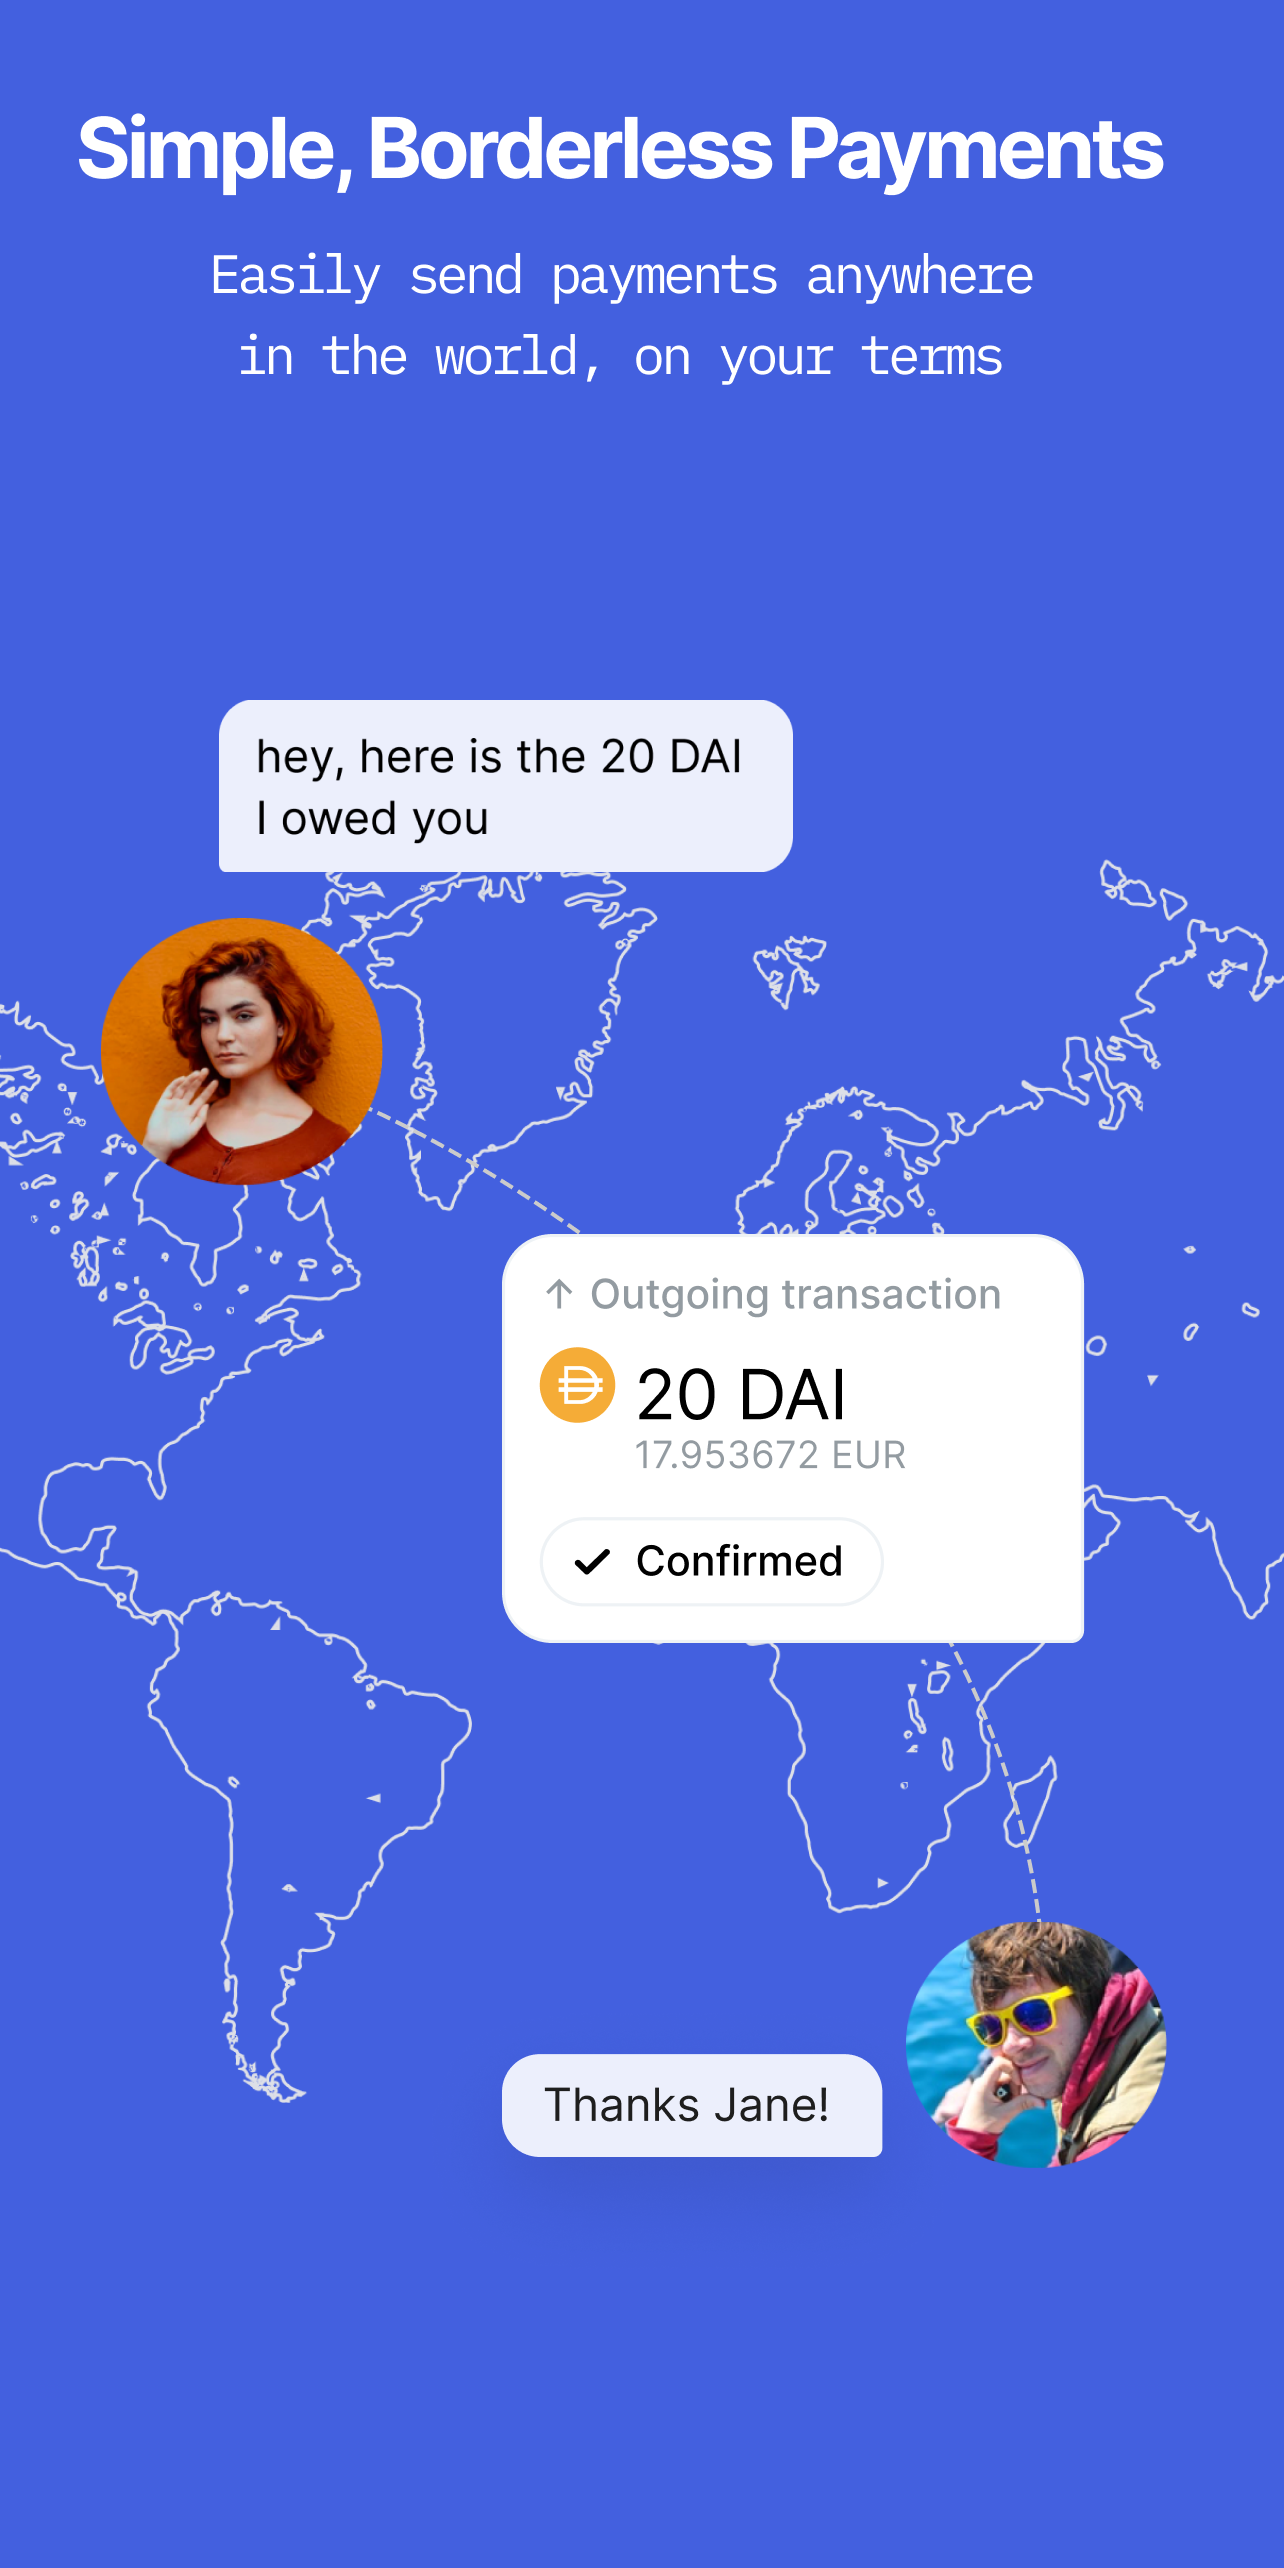 Simple, Borderless Payments
Easily send payments anywhere
in the world, on your terms
hey, here is the 20 DAI
I owed you
↑ Outgoing transaction
20 DAI
17.953672 EUR
Confirmed
Thanks Jane!